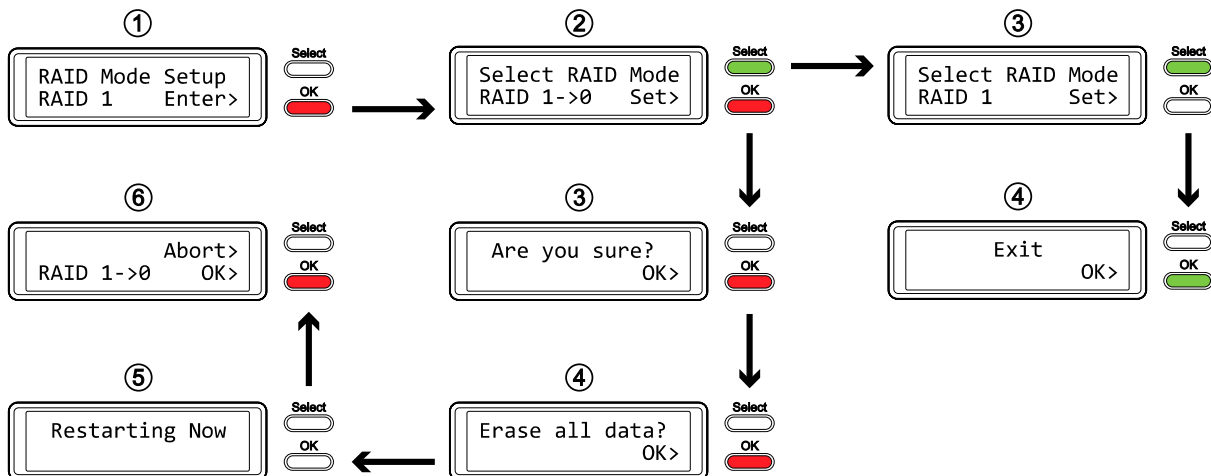 ①
RAID Mode Setup
RAID 1 Enter>
Select
OK
②
Select RAID Mode
RAID 1->0 Set>
Select
OK
③
Select RAID Mode
RAID 1 Set>
Select
OK
⑥
Abort>
RAID 1->0 OK>
Select
OK
③
Are you sure?
OK>
Select
OK
④
Exit
OK>
Select
OK
⑤
Restarting Now
Select
OK
④
Erase all data?
OK>
Select
OK